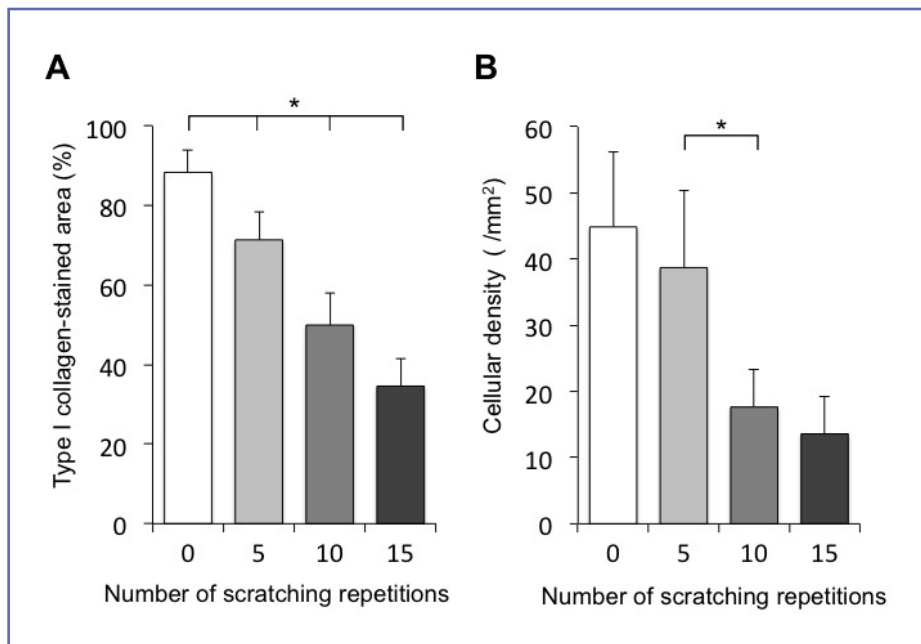 A
*
Type I collagen-stained area (%)
100
80
60
40
20
0
0 5 10 15
Number of scratching repetitions
B
*
Cellular density ( /mm²)
60
50
40
30
20
10
0
0 5 10 15
Number of scratching repetitions